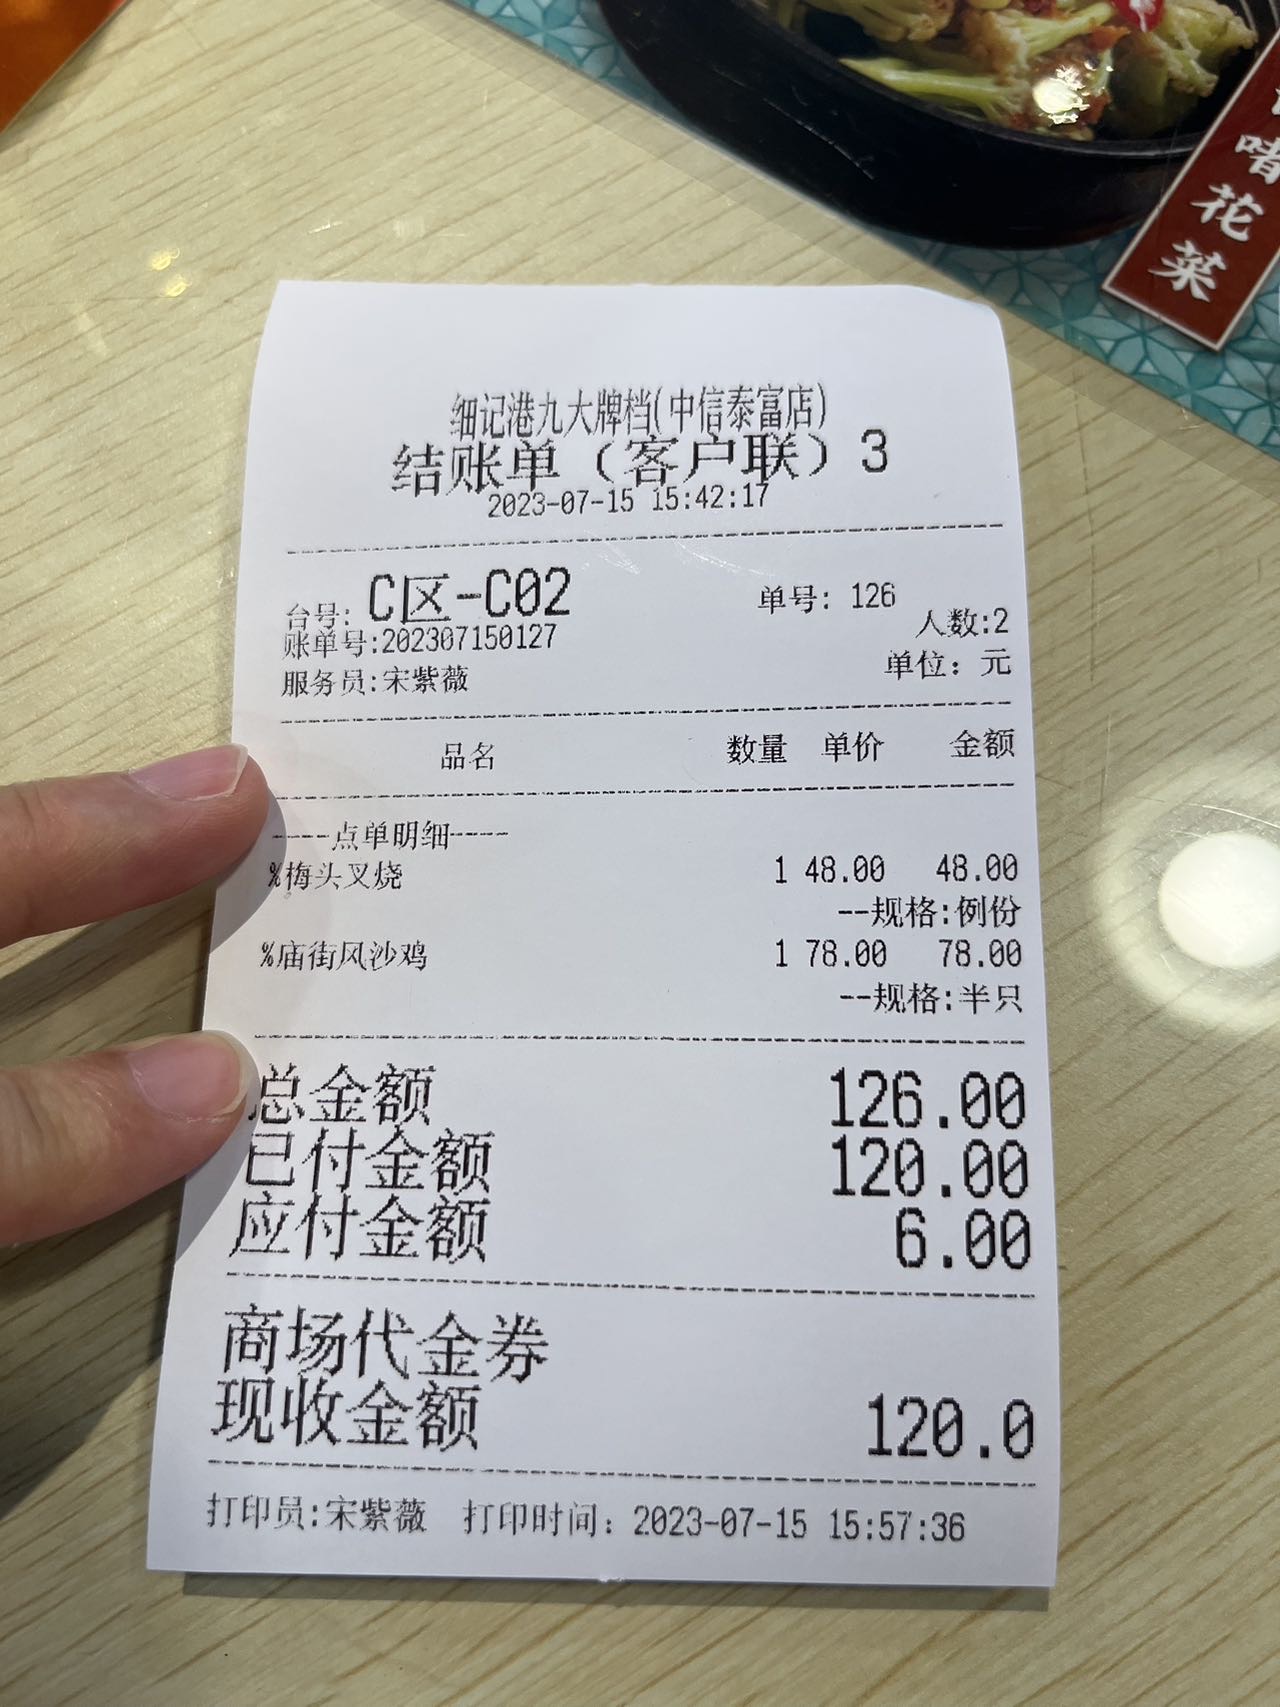 啫
花
菜
细记港九大牌档(中信泰富店)
结账单（客户联）3
2023-07-15 15:42:17
台号: C区-C02 单号: 126
人数:2
账单号:202307150127
单位: 元
服务员:宋紫薇
品名 数量 单价 金额
----点单明细----
%梅头叉烧 1 48.00 48.00
--规格:例份
%庙街风沙鸡 1 78.00 78.00
--规格:半只
总金额 126.00
已付金额 120.00
应付金额 6.00
商场代金券
现收金额 120.0
打印员:宋紫薇 打印时间: 2023-07-15 15:57:36